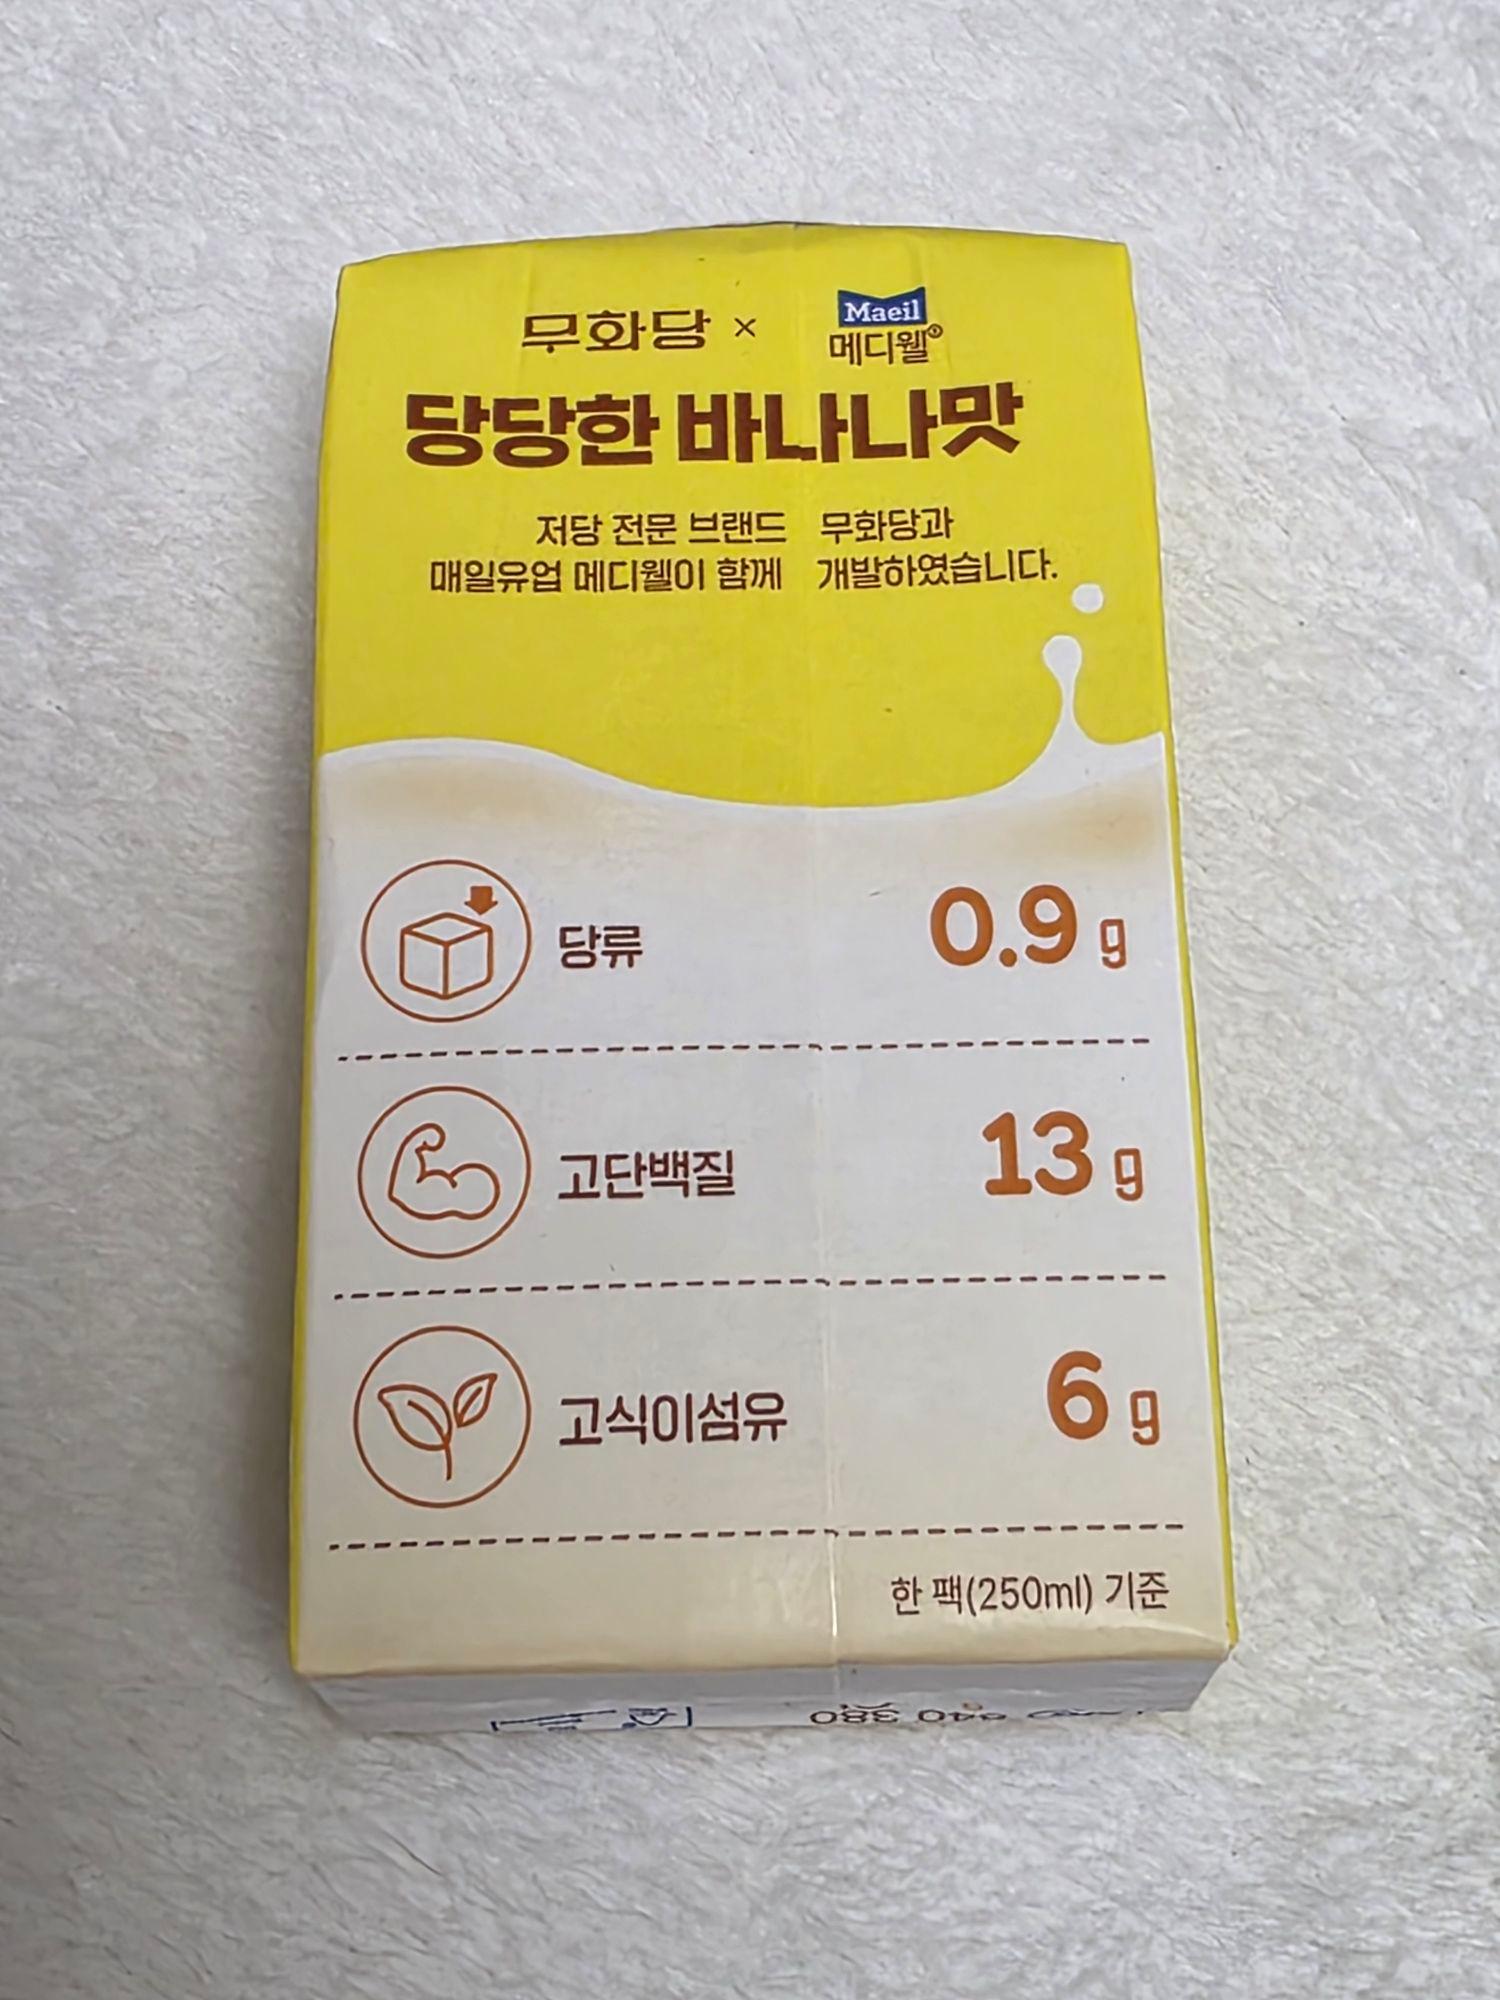 무화당 × Maeil
메디웰®
당당한 바나나맛
저당 전문 브랜드 무화당과
매일유업 메디웰이 함께 개발하였습니다.
당류 0.9 g
고단백질 13 g
고식이섬유 6 g
한 팩(250ml) 기준